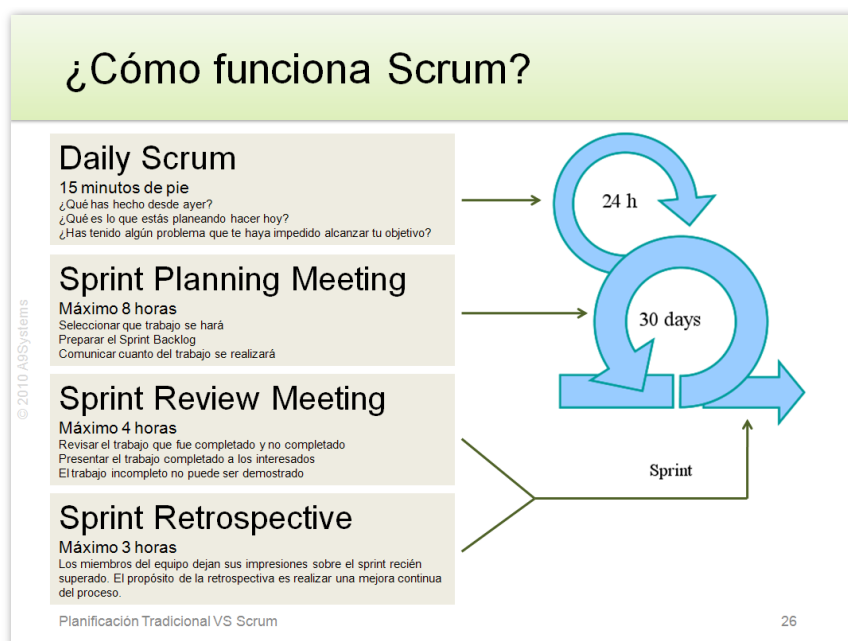 ¿Cómo funciona Scrum?
Daily Scrum
15 minutos de pie
¿Qué has hecho desde ayer?
¿Qué es lo que estás planeando hacer hoy?
¿Has tenido algún problema que te haya impedido alcanzar tu objetivo?
Sprint Planning Meeting
Máximo 8 horas
Seleccionar que trabajo se hará
Preparar el Sprint Backlog
Comunicar cuanto del trabajo se realizará
Sprint Review Meeting
Máximo 4 horas
Revisar el trabajo que fue completado y no completado
Presentar el trabajo completado a los interesados
El trabajo incompleto no puede ser demostrado
Sprint Retrospective
Máximo 3 horas
Los miembros del equipo dejan sus impresiones sobre el sprint recién
superado. El propósito de la retrospectiva es realizar una mejora continua
del proceso.
24 h
30 days
Sprint
© 2010 A9Systems
Planificación Tradicional VS Scrum
26